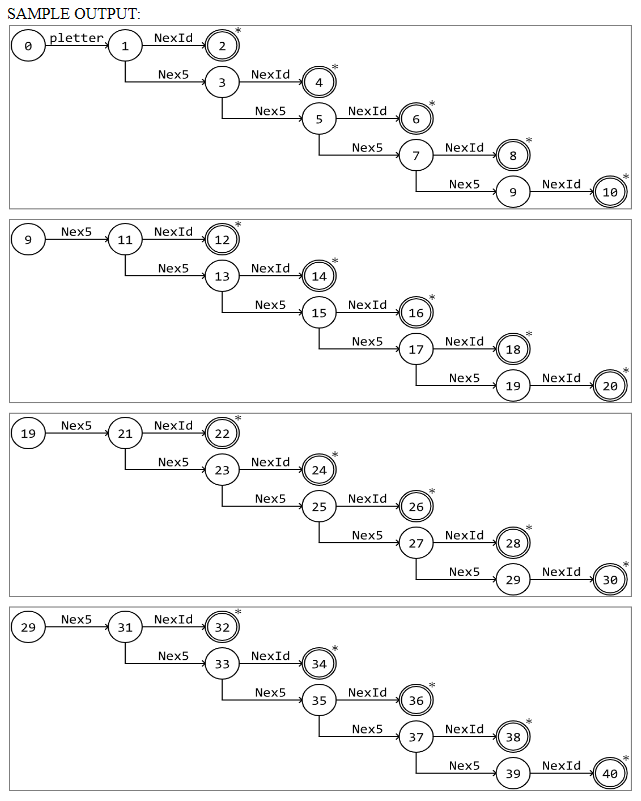 SAMPLE OUTPUT:
0 pletter 1 NexId 2 *
Nex5 3 NexId 4 *
Nex5 5 NexId 6 *
Nex5 7 NexId 8 *
Nex5 9 NexId 10 *
9 Nex5 11 NexId 12 *
Nex5 13 NexId 14 *
Nex5 15 NexId 16 *
Nex5 17 NexId 18 *
Nex5 19 NexId 20 *
19 Nex5 21 NexId 22 *
Nex5 23 NexId 24 *
Nex5 25 NexId 26 *
Nex5 27 NexId 28 *
Nex5 29 NexId 30 *
29 Nex5 31 NexId 32 *
Nex5 33 NexId 34 *
Nex5 35 NexId 36 *
Nex5 37 NexId 38 *
Nex5 39 NexId 40 *